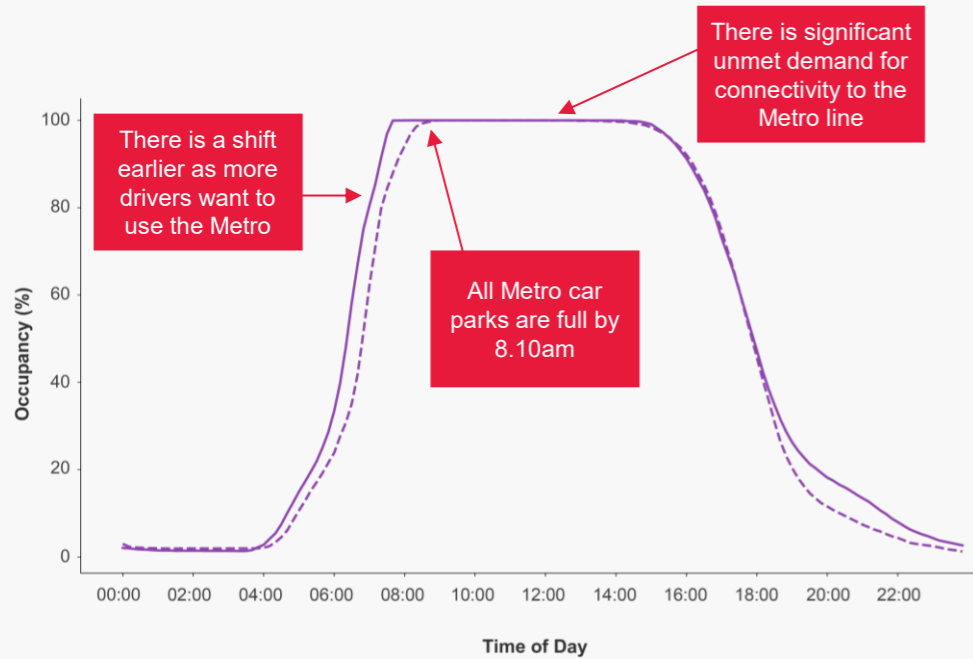 There is significant
unmet demand for
connectivity to the
Metro line
There is a shift
earlier as more
drivers want to
use the Metro
All Metro car
parks are full by
8.10am
Occupancy (%)
100
80
60
40
20
0
00:00 02:00 04:00 06:00 08:00 10:00 12:00 14:00 16:00 18:00 20:00 22:00
Time of Day